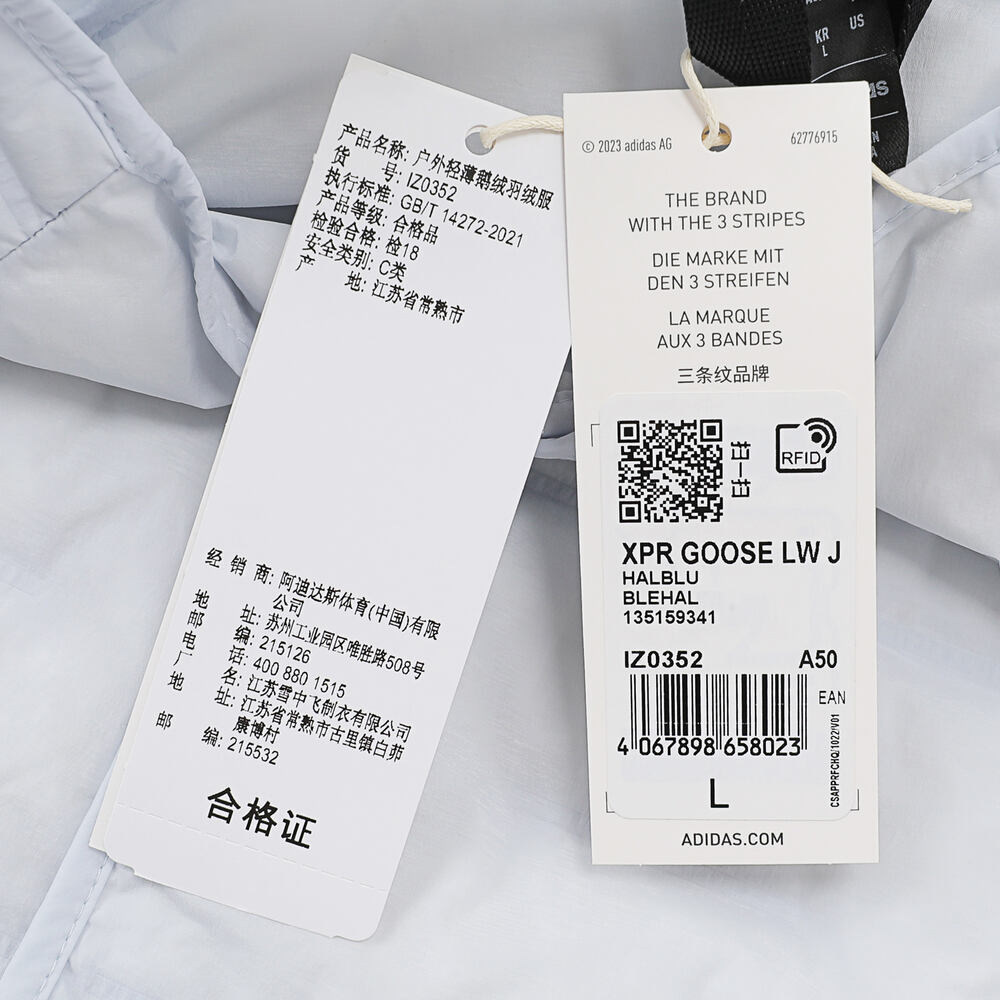 产品名称: 户外轻薄鹅绒羽绒服
货 号: IZ0352
执行标准: GB/T 14272-2021
产品等级: 合格品
检验合格: 检18
安全类别: C类
产 地: 江苏省常熟市
经 销 商: 阿迪达斯体育(中国)有限
公司
地 址: 苏州工业园区唯胜路508号
邮 编: 215126
电 话: 400 880 1515
厂 名: 江苏雪中飞制衣有限公司
地 址: 江苏省常熟市古里镇白茆
康博村
邮 编: 215532
合格证
© 2023 adidas AG
62776915
THE BRAND
WITH THE 3 STRIPES
DIE MARKE MIT
DEN 3 STREIFEN
LA MARQUE
AUX 3 BANDES
三条纹品牌
扫一扫
RFID
XPR GOOSE LW J
HALBLU
BLEHAL
135159341
IZ0352 A50
EAN
4 067898 658023
CSAPPRFCHQ/1022/V01
L
ADIDAS.COM
KR US
L